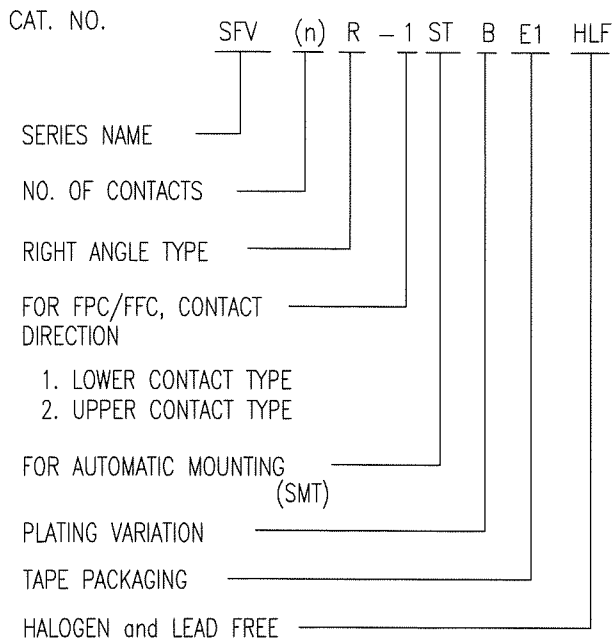 CAT. NO.
SFV (n) R - 1 ST B E1 HLF
SERIES NAME
NO. OF CONTACTS
RIGHT ANGLE TYPE
FOR FPC/FFC, CONTACT
DIRECTION
1. LOWER CONTACT TYPE
2. UPPER CONTACT TYPE
FOR AUTOMATIC MOUNTING
(SMT)
PLATING VARIATION
TAPE PACKAGING
HALOGEN and LEAD FREE